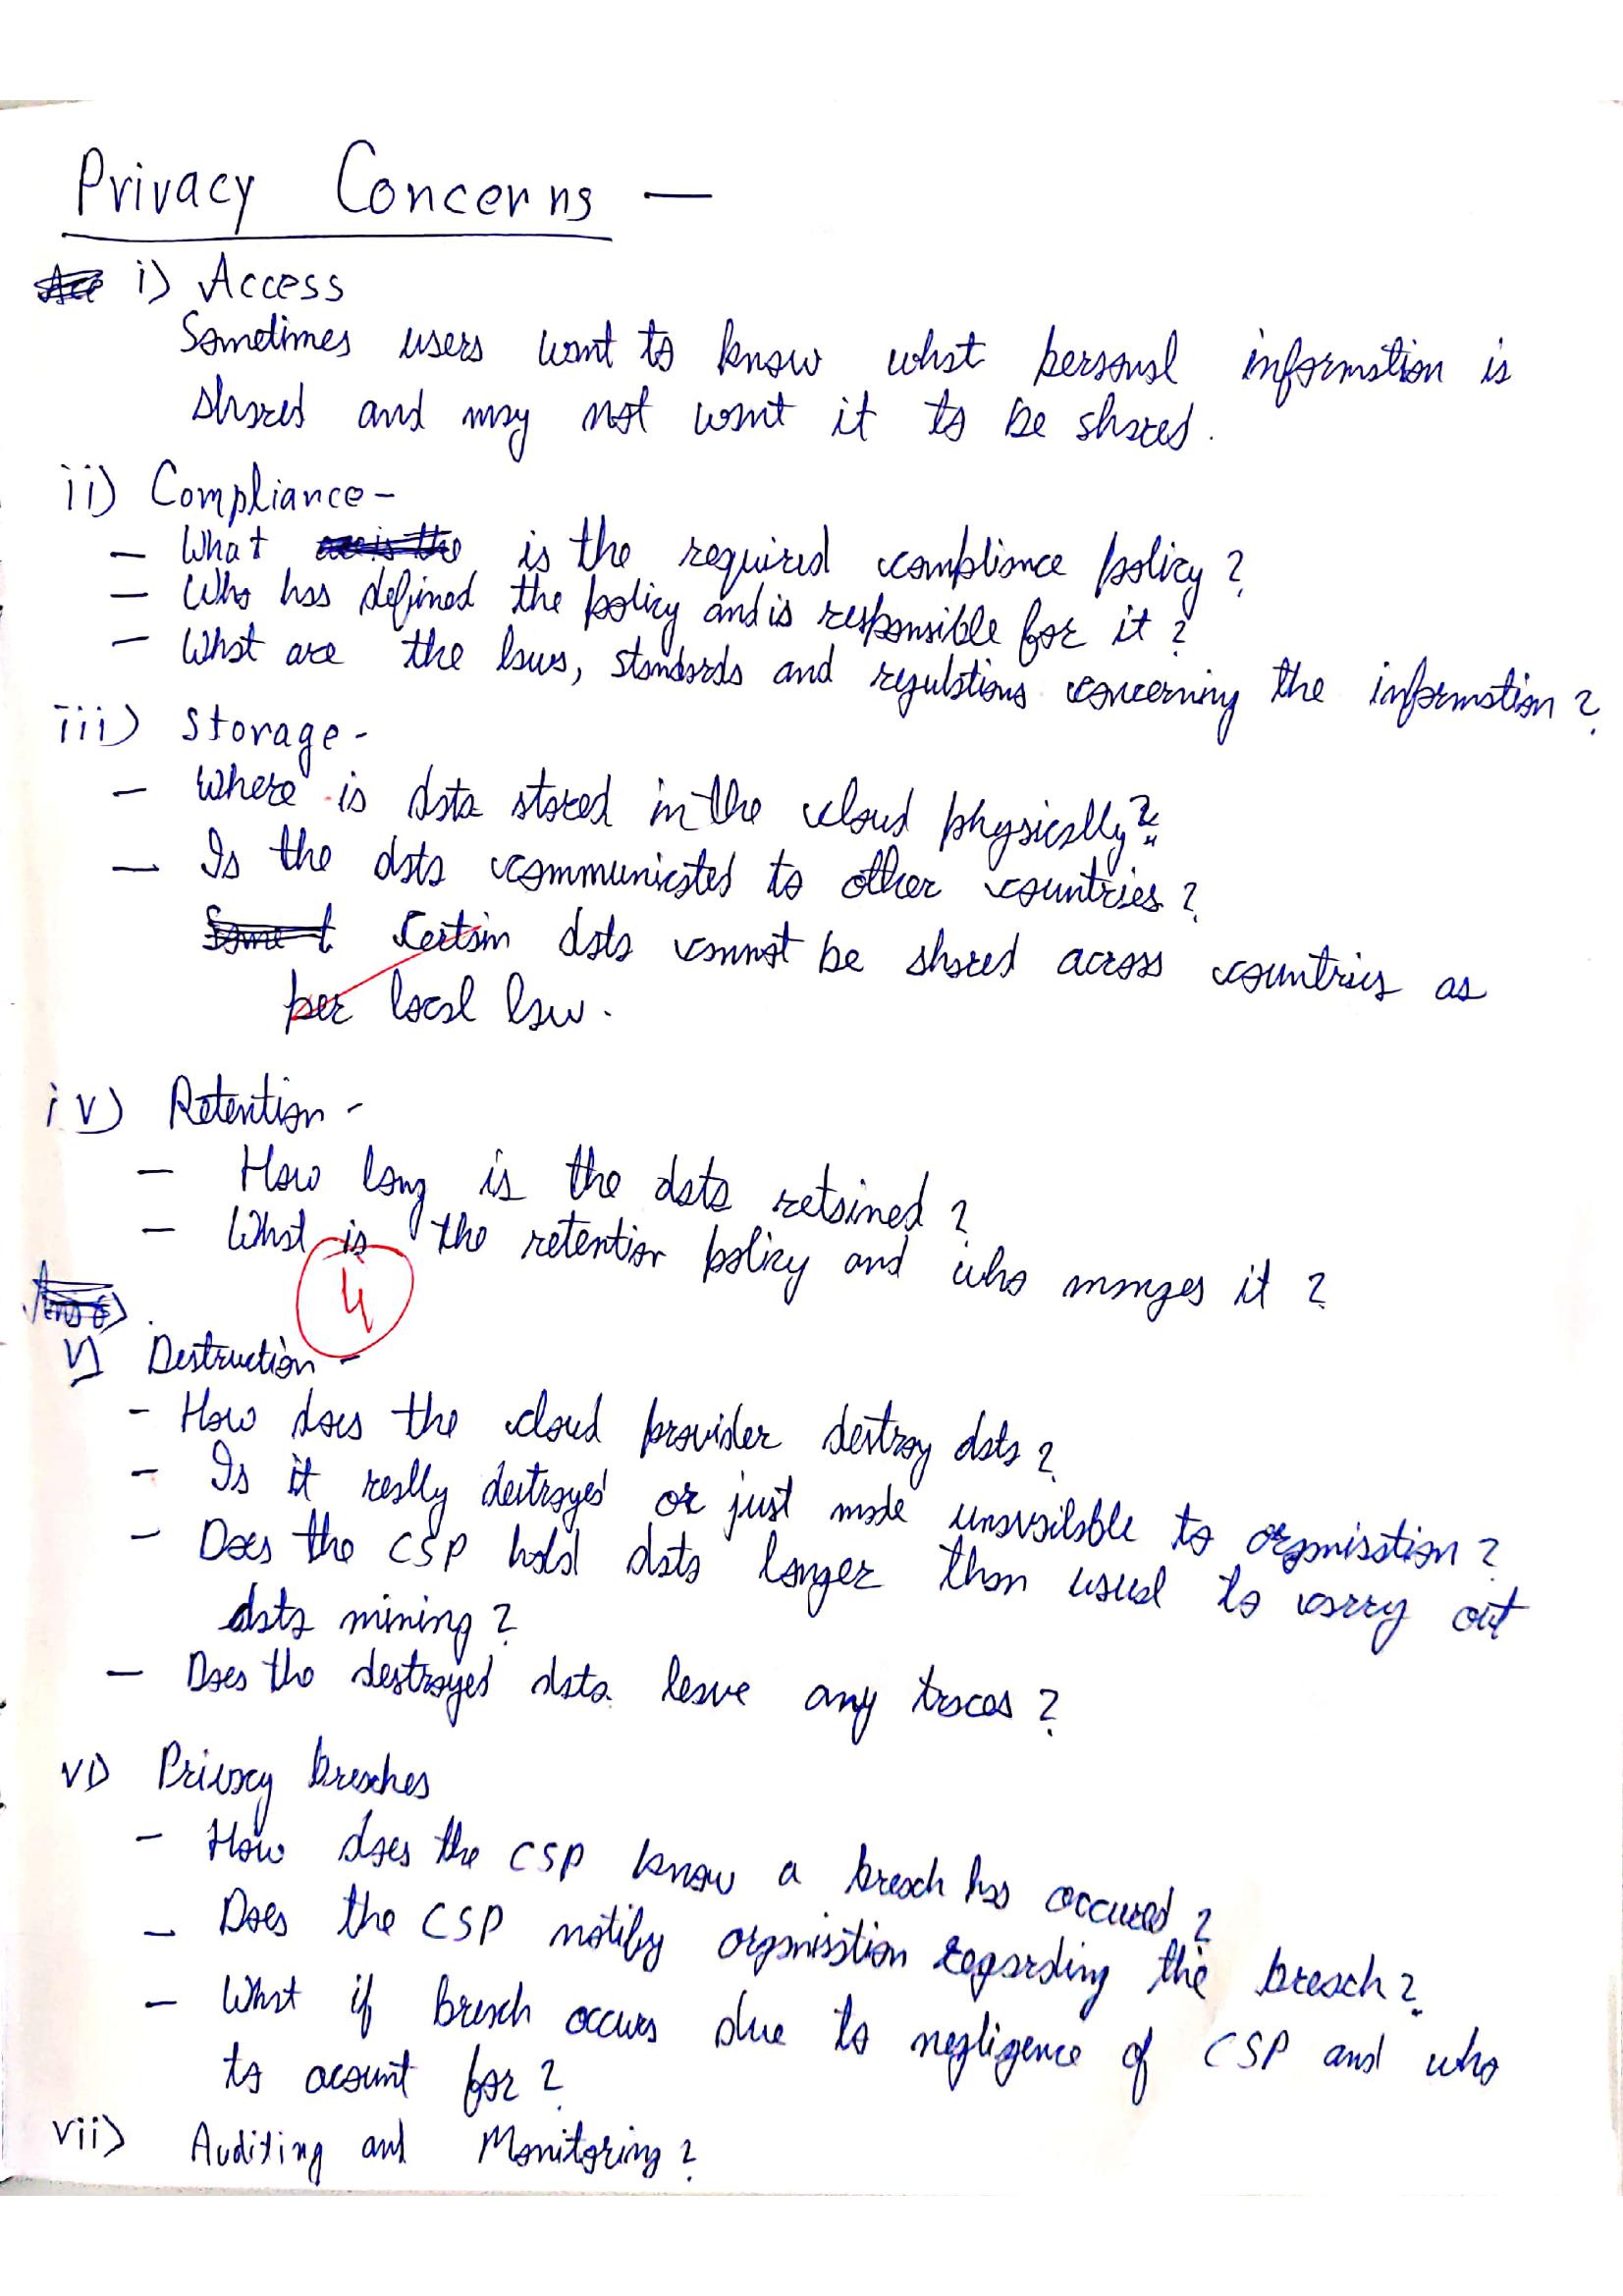 Privacy Concerns —
i) Access
Sometimes users want to know what personal information is
shared and may not want it to be shared.
ii) Compliance -
— What is the required compliance policy?
— Who has defined the policy and is responsible for it?
— What are the laws, standards and regulations concerning the information?
iii) Storage -
— Where is data stored in the cloud physically?
— Is the data communicated to other countries?
Certain data cannot be shared across countries as
per local law.
iv) Retention -
— How long is the data retained?
— What is the retention policy and who manges it?
4
v) Destruction -
- How does the cloud provider destroy data?
- Is it really destroyed or just made unavailable to organisation?
- Does the CSP hold data longer than usual to carry out
data mining?
— Does the destroyed data leave any traces?
vi) Privacy breaches
- How does the CSP know a breach has occured?
- Does the CSP notify organisation regarding the breach?
- What if breach occurs due to negligence of CSP and who
to acount for?
vii) Auditing and Monitoring?